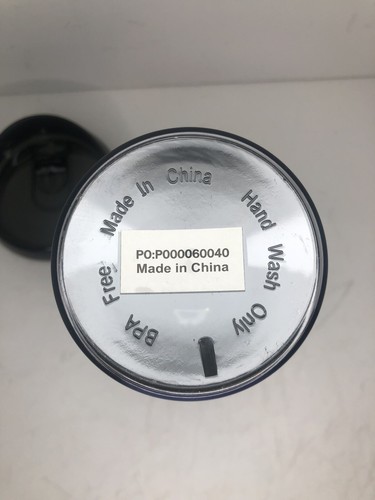 BPA Free
Made In China
Hand Wash Only
PO:P000060040
Made in China